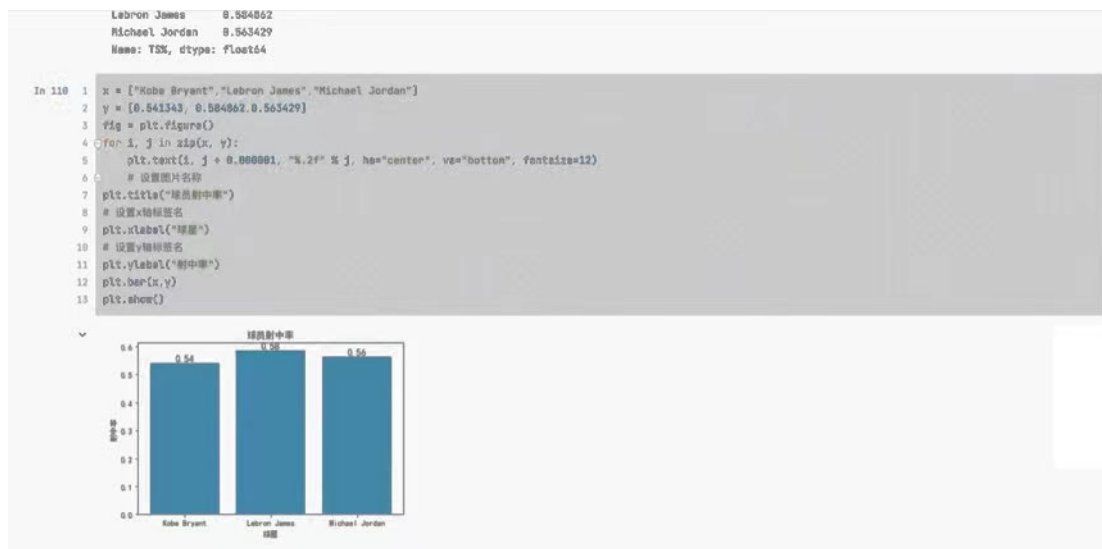 Lebron James 0.584862
Michael Jordan 0.563429
Name: TS%, dtype: float64
In 110
1 x = ["Kobe Bryant","Lebron James","Michael Jordan"]
2 y = [0.541343, 0.584862,0.563429]
3 fig = plt.figure()
4 for i, j in zip(x, y):
5 plt.text(i, j + 0.000001, "%.2f" % j, ha="center", va="bottom", fontsize=12)
6 # 设置图片名称
7 plt.title("球员射中率")
8 # 设置x轴标签名
9 plt.xlabel("球星")
10 # 设置y轴标签名
11 plt.ylabel("射中率")
12 plt.bar(x,y)
13 plt.show()
球员射中率
0.6
0.54
0.58
0.56
0.5
0.4
射中率
0.3
0.2
0.1
0.0
Kobe Bryant
Lebron James
Michael Jordan
球星